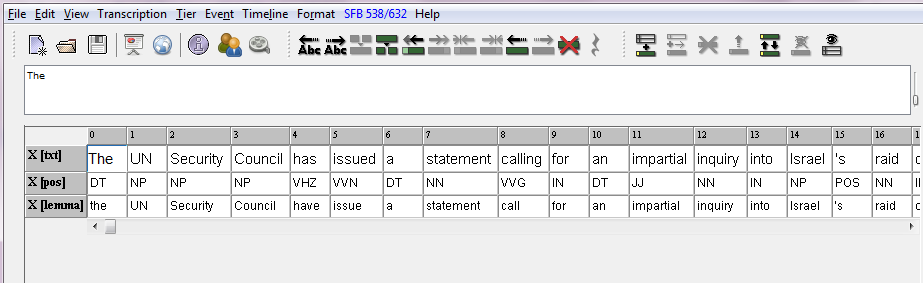 File Edit View Transcription Tier Event Timeline Format SFB 538/632 Help
Abc Abc
The
0 1 2 3 4 5 6 7 8 9 10 11 12 13 14 15 16
X [txt] The UN Security Council has issued a statement calling for an impartial inquiry into Israel 's raid
X [pos] DT NP NP NP VHZ VVN DT NN VVG IN DT JJ NN IN NP POS NN
X [lemma] the UN Security Council have issue a statement call for an impartial inquiry into Israel 's raid